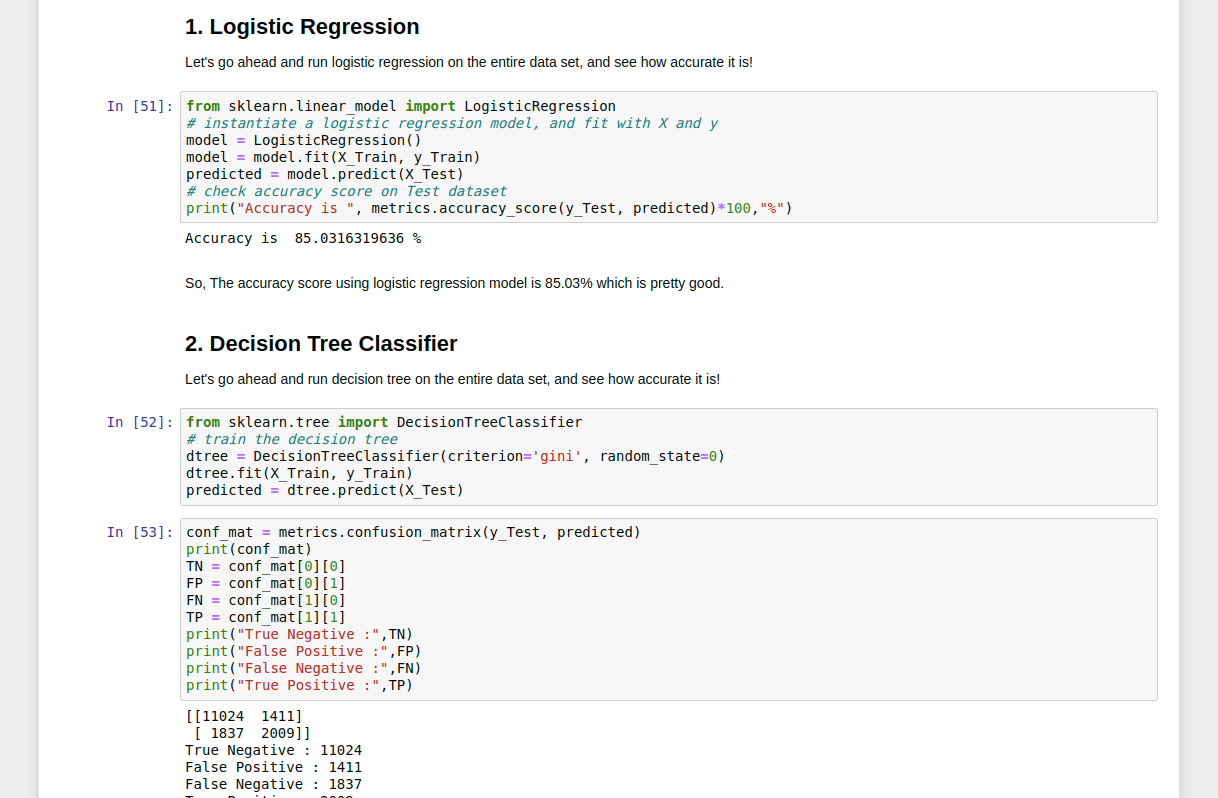 1. Logistic Regression
Let's go ahead and run logistic regression on the entire data set, and see how accurate it is!
In [51]:
from sklearn.linear_model import LogisticRegression
# instantiate a logistic regression model, and fit with X and y
model = LogisticRegression()
model = model.fit(X_Train, y_Train)
predicted = model.predict(X_Test)
# check accuracy score on Test dataset
print("Accuracy is ", metrics.accuracy_score(y_Test, predicted)*100,"%")
Accuracy is  85.0316319636 %
So, The accuracy score using logistic regression model is 85.03% which is pretty good.
2. Decision Tree Classifier
Let's go ahead and run decision tree on the entire data set, and see how accurate it is!
In [52]:
from sklearn.tree import DecisionTreeClassifier
# train the decision tree
dtree = DecisionTreeClassifier(criterion='gini', random_state=0)
dtree.fit(X_Train, y_Train)
predicted = dtree.predict(X_Test)
In [53]:
conf_mat = metrics.confusion_matrix(y_Test, predicted)
print(conf_mat)
TN = conf_mat[0][0]
FP = conf_mat[0][1]
FN = conf_mat[1][0]
TP = conf_mat[1][1]
print("True Negative :",TN)
print("False Positive :",FP)
print("False Negative :",FN)
print("True Positive :",TP)
[[11024  1411]
 [ 1837  2009]]
True Negative : 11024
False Positive : 1411
False Negative : 1837